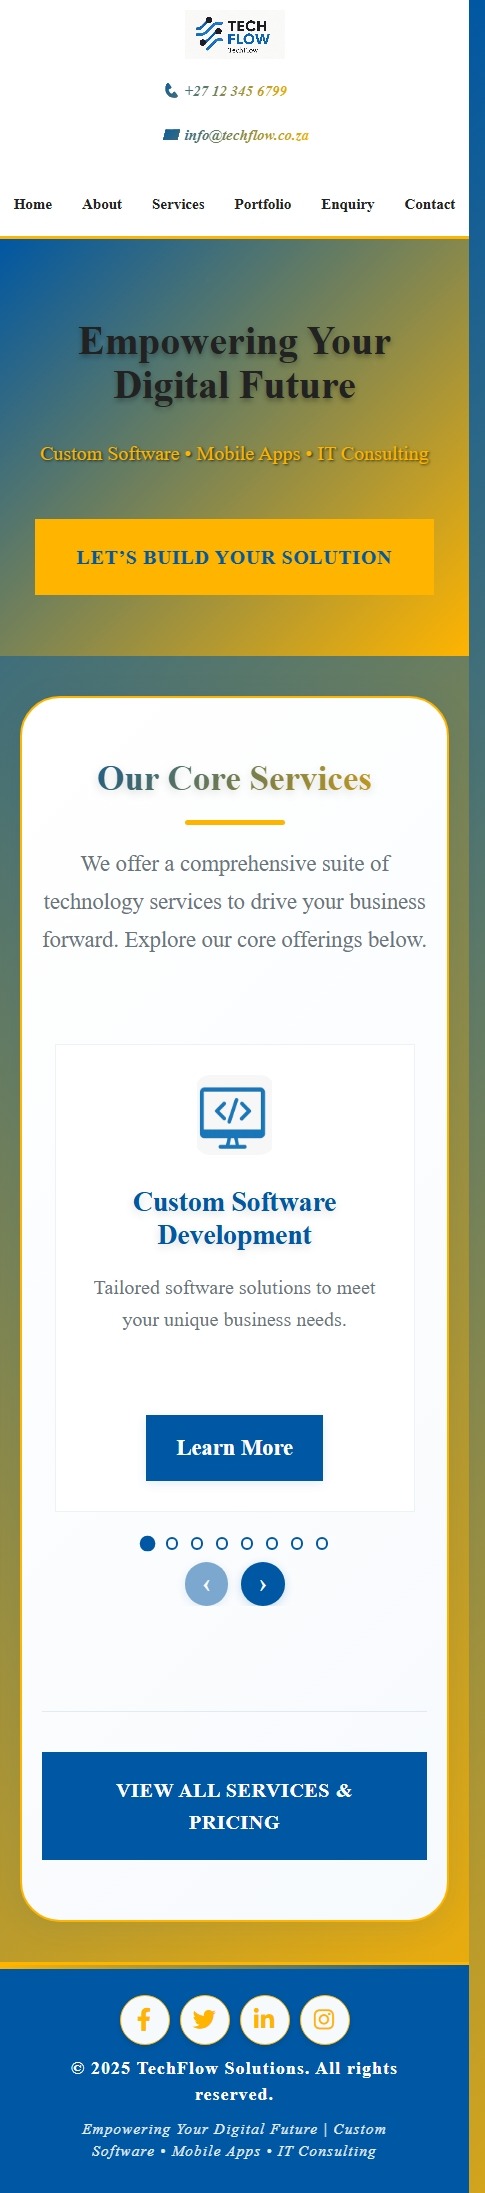 TECH
FLOW
TechFlow
+27 12 345 6799
info@techflow.co.za
Home About Services Portfolio Enquiry Contact
Empowering Your
Digital Future
Custom Software • Mobile Apps • IT Consulting
LET’S BUILD YOUR SOLUTION
Our Core Services
We offer a comprehensive suite of
technology services to drive your business
forward. Explore our core offerings below.
</>
Custom Software
Development
Tailored software solutions to meet
your unique business needs.
Learn More
‹ ›
VIEW ALL SERVICES &
PRICING
© 2025 TechFlow Solutions. All rights
reserved.
Empowering Your Digital Future | Custom
Software • Mobile Apps • IT Consulting